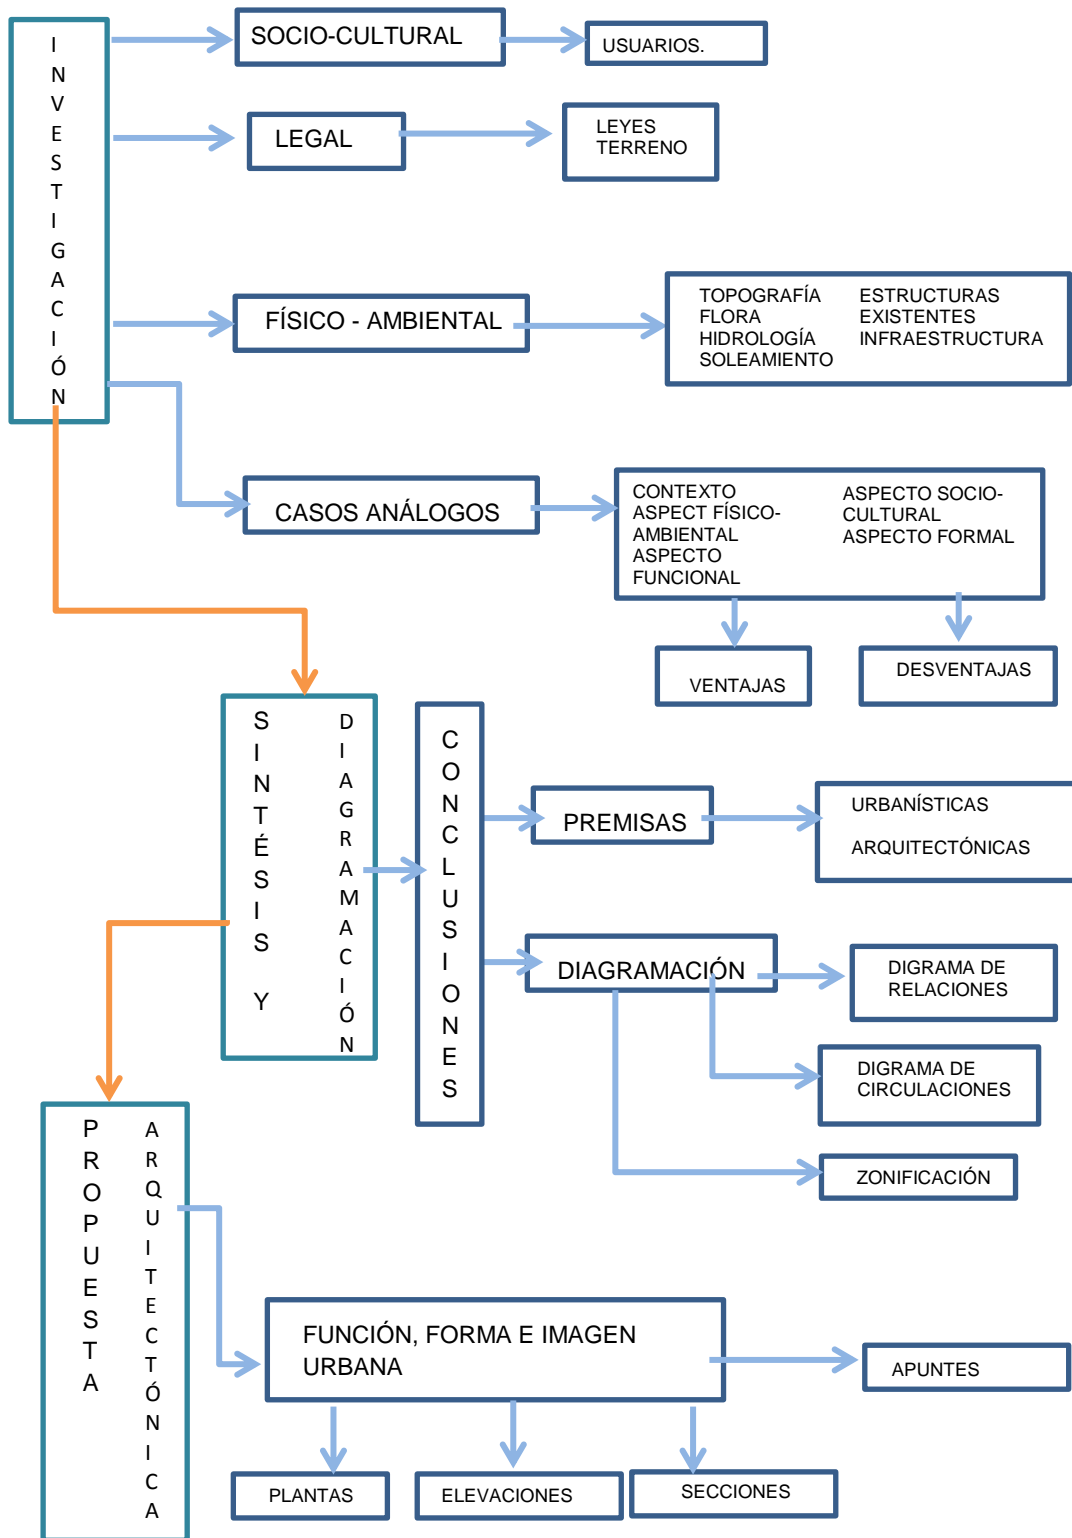 INVESTIGACIÓN
SOCIO-CULTURAL
USUARIOS.
LEGAL
LEYES
TERRENO
FÍSICO - AMBIENTAL
TOPOGRAFÍA
FLORA
HIDROLOGÍA
SOLEAMIENTO
ESTRUCTURAS
EXISTENTES
INFRAESTRUCTURA
CASOS ANÁLOGOS
CONTEXTO
ASPECT FÍSICO-
AMBIENTAL
ASPECTO
FUNCIONAL
ASPECTO SOCIO-
CULTURAL
ASPECTO FORMAL
VENTAJAS
DESVENTAJAS
SINTÉSIS Y
DIAGRAMACIÓN
CONCLUSIONES
PREMISAS
URBANÍSTICAS
ARQUITECTÓNICAS
DIAGRAMACIÓN
DIGRAMA DE
RELACIONES
DIGRAMA DE
CIRCULACIONES
ZONIFICACIÓN
PROPUESTA
ARQUITECTÓNICA
FUNCIÓN, FORMA E IMAGEN
URBANA
APUNTES
PLANTAS
ELEVACIONES
SECCIONES